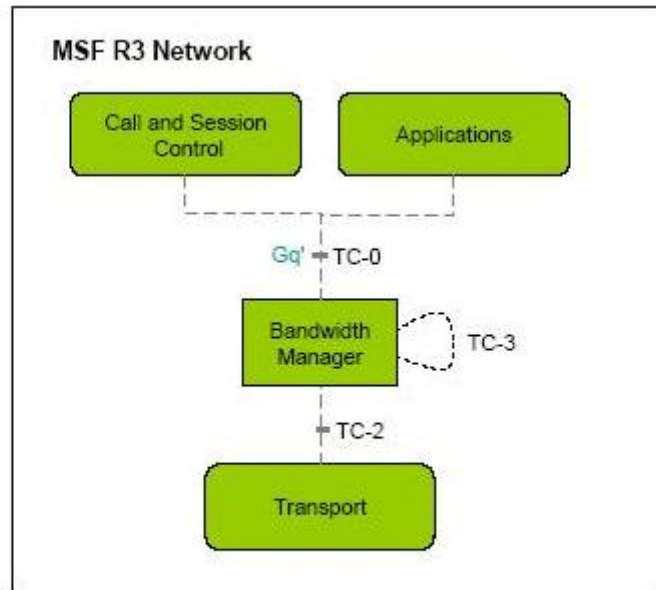 MSF R3 Network
Call and Session
Control
Applications
Gq' TC-0
Bandwidth
Manager
TC-3
TC-2
Transport